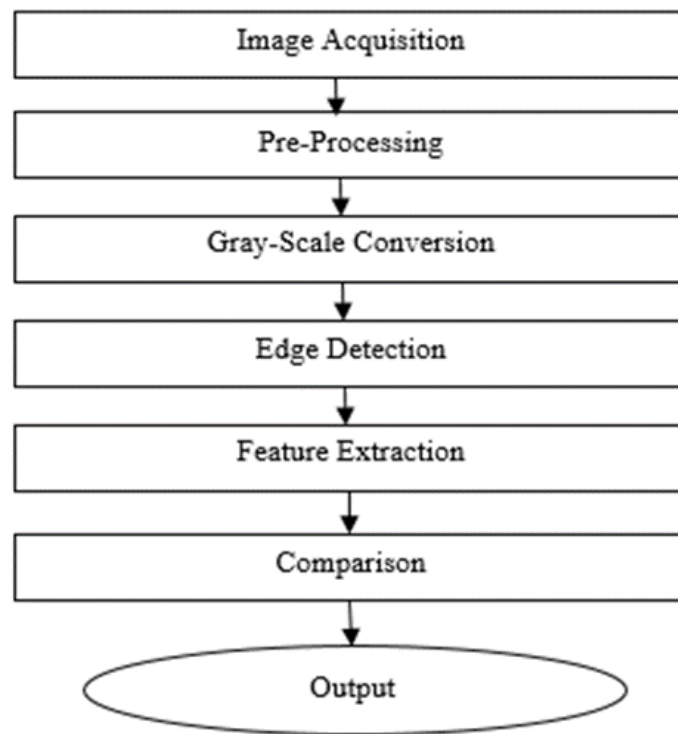 Image Acquisition
Pre-Processing
Gray-Scale Conversion
Edge Detection
Feature Extraction
Comparison
Output